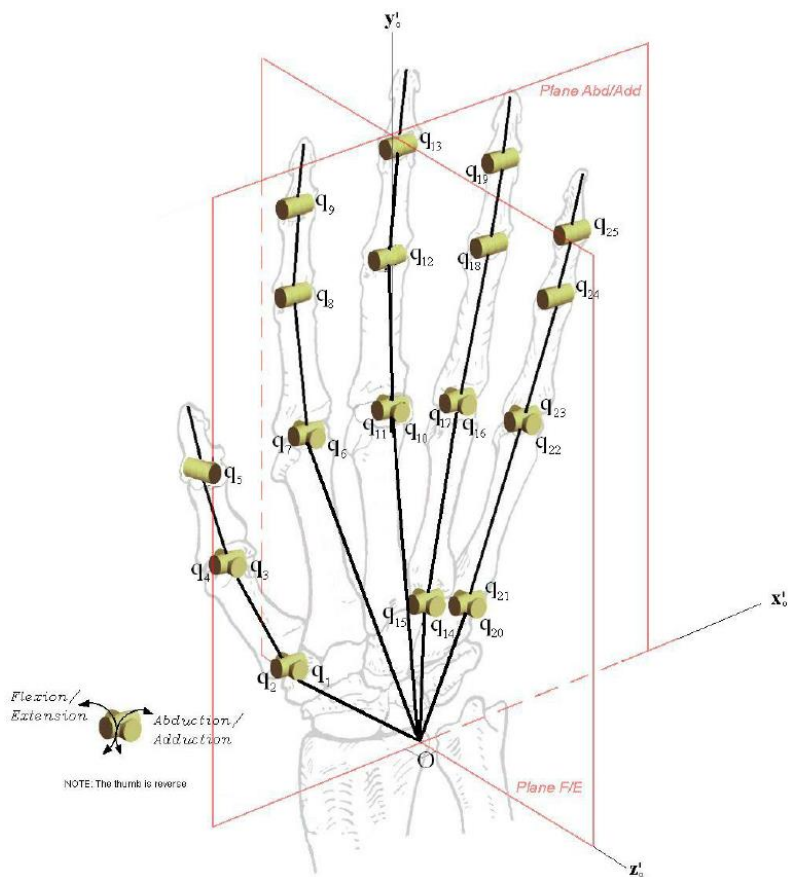 y'o
Plane Abd/Add
q13
q19
q9
q25
q12
q18
q8
q24
q11
q10
q17
q16
q23
q22
q7
q6
q5
q4
q3
q21
q15
q14
q20
x'o
q2
q1
Flexion/
Extension
Abduction/
Adduction
NOTE: The thumb is reverse
O
Plane F/E
z'o